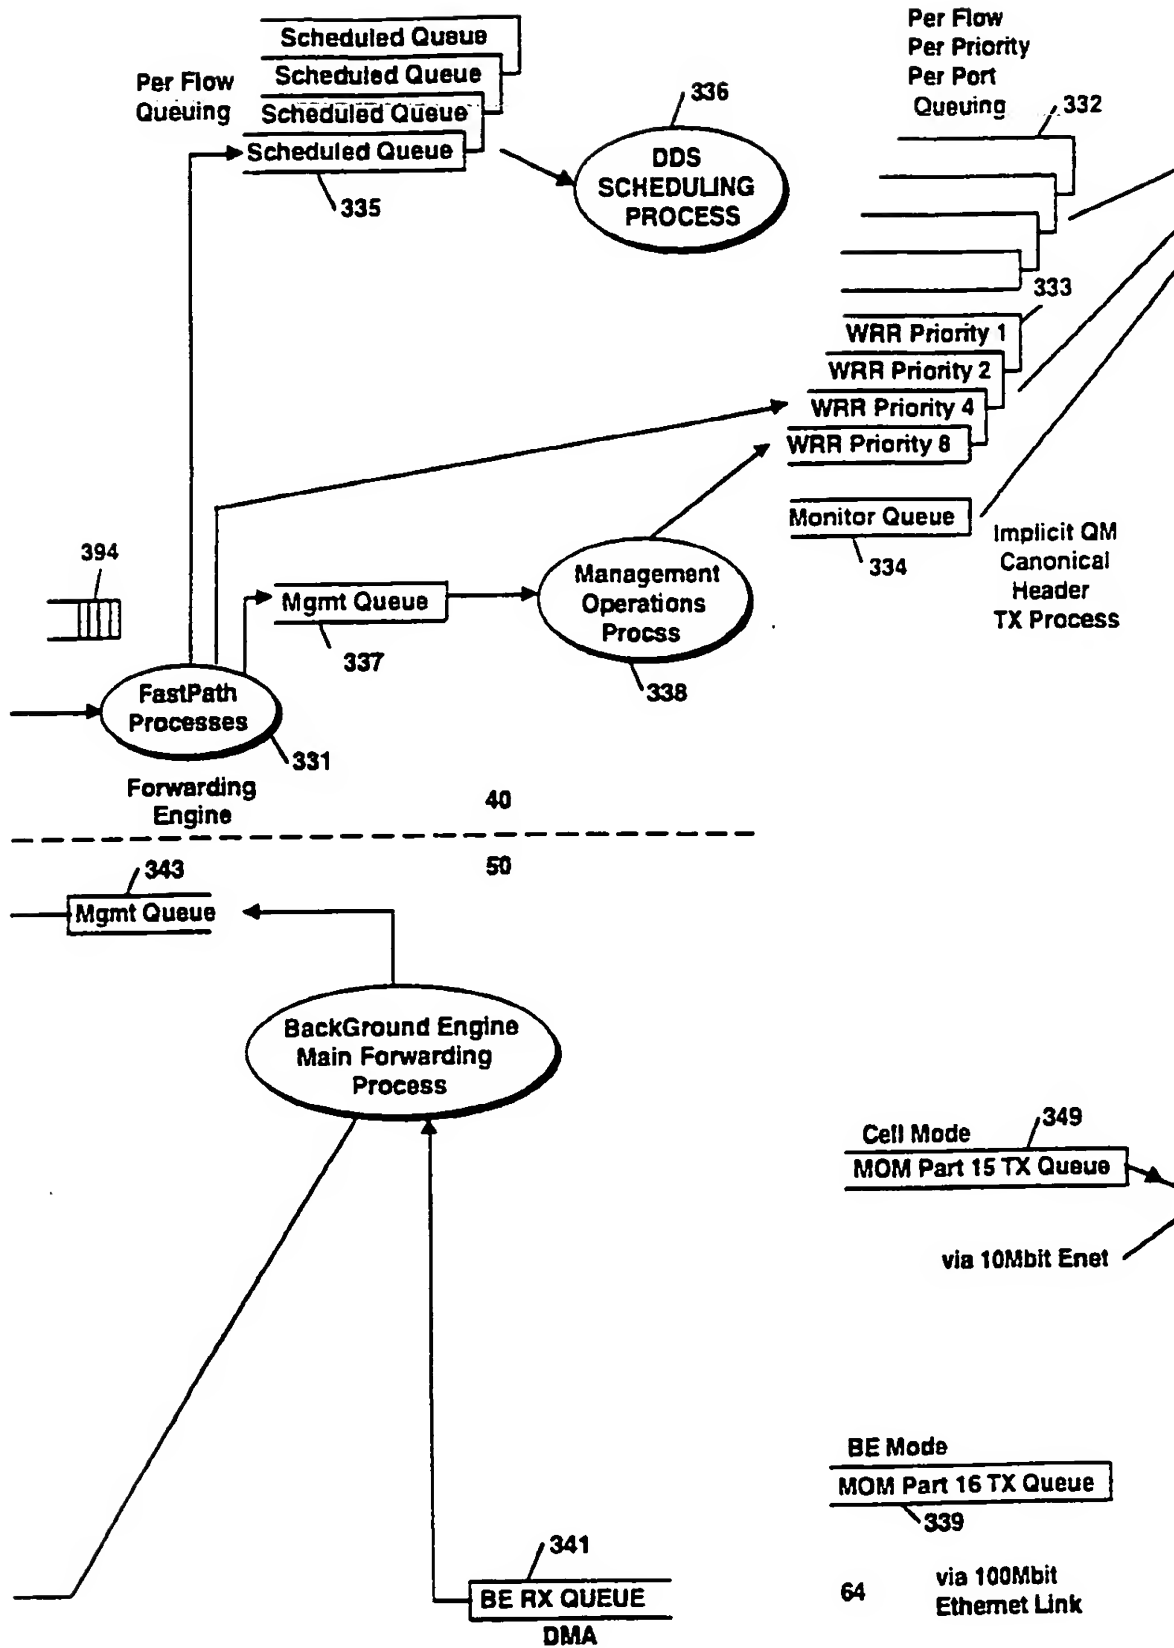 Scheduled Queue
Scheduled Queue
Scheduled Queue
Scheduled Queue
Per Flow
Queuing
335
336
DDS
SCHEDULING
PROCESS
Per Flow
Per Priority
Per Port
Queuing
332
333
WRR Priority 1
WRR Priority 2
WRR Priority 4
WRR Priority 8
Monitor Queue
334
Implicit QM
Canonical
Header
TX Process
394
Mgmt Queue
337
Management
Operations
Procss
338
FastPath
Processes
331
Forwarding
Engine
40
50
343
Mgmt Queue
BackGround Engine
Main Forwarding
Process
Cell Mode
349
MOM Part 15 TX Queue
via 10Mbit Enet
BE Mode
MOM Part 16 TX Queue
339
341
BE RX QUEUE
DMA
64
via 100Mbit
Ethernet Link